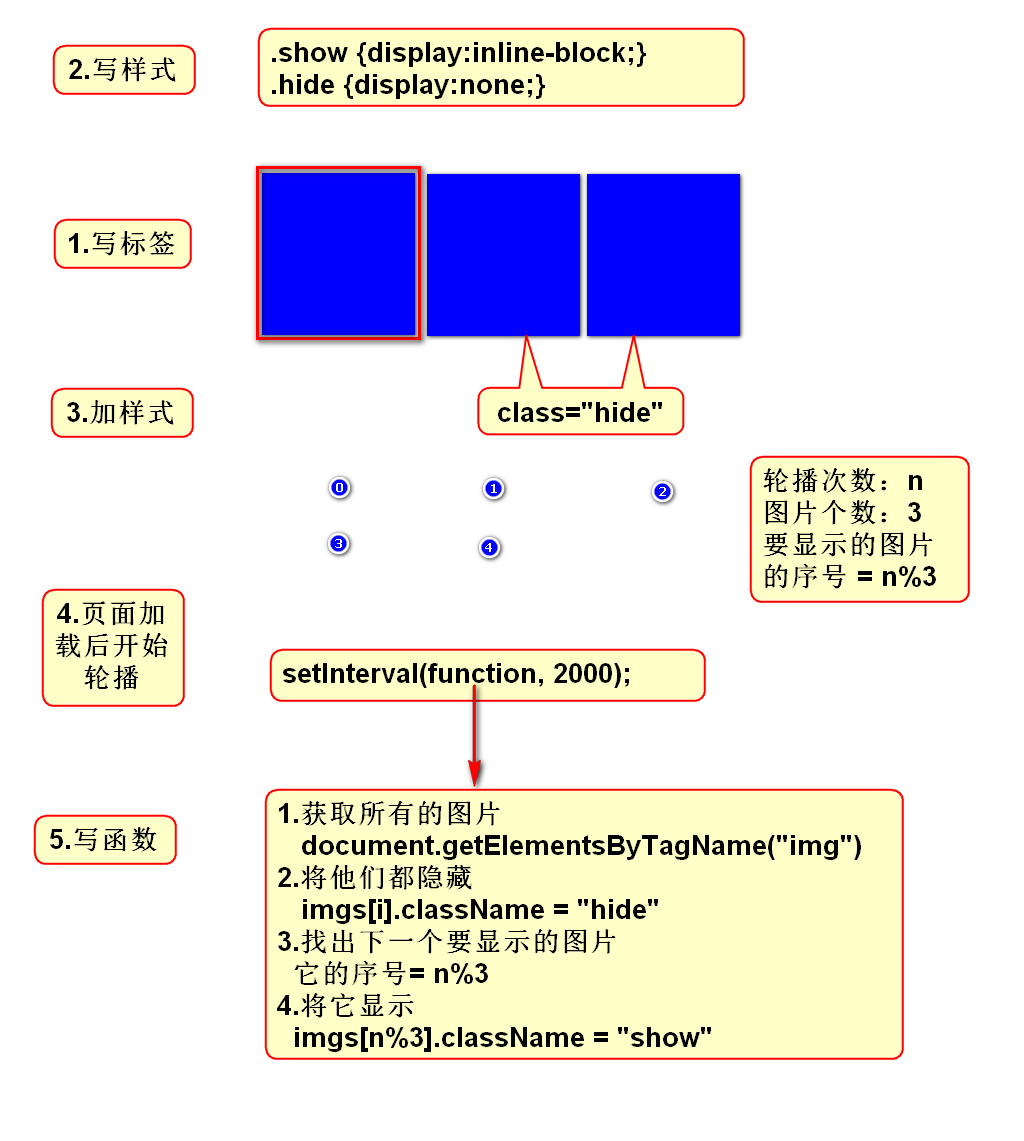 2.写样式
.show {display:inline-block;}
.hide {display:none;}
1.写标签
3.加样式
class="hide"
0
1
2
3
4
轮播次数：n
图片个数：3
要显示的图片
的序号 = n%3
4.页面加
载后开始
轮播
setInterval(function, 2000);
5.写函数
1.获取所有的图片
document.getElementsByTagName("img")
2.将他们都隐藏
imgs[i].className = "hide"
3.找出下一个要显示的图片
它的序号= n%3
4.将它显示
imgs[n%3].className = "show"